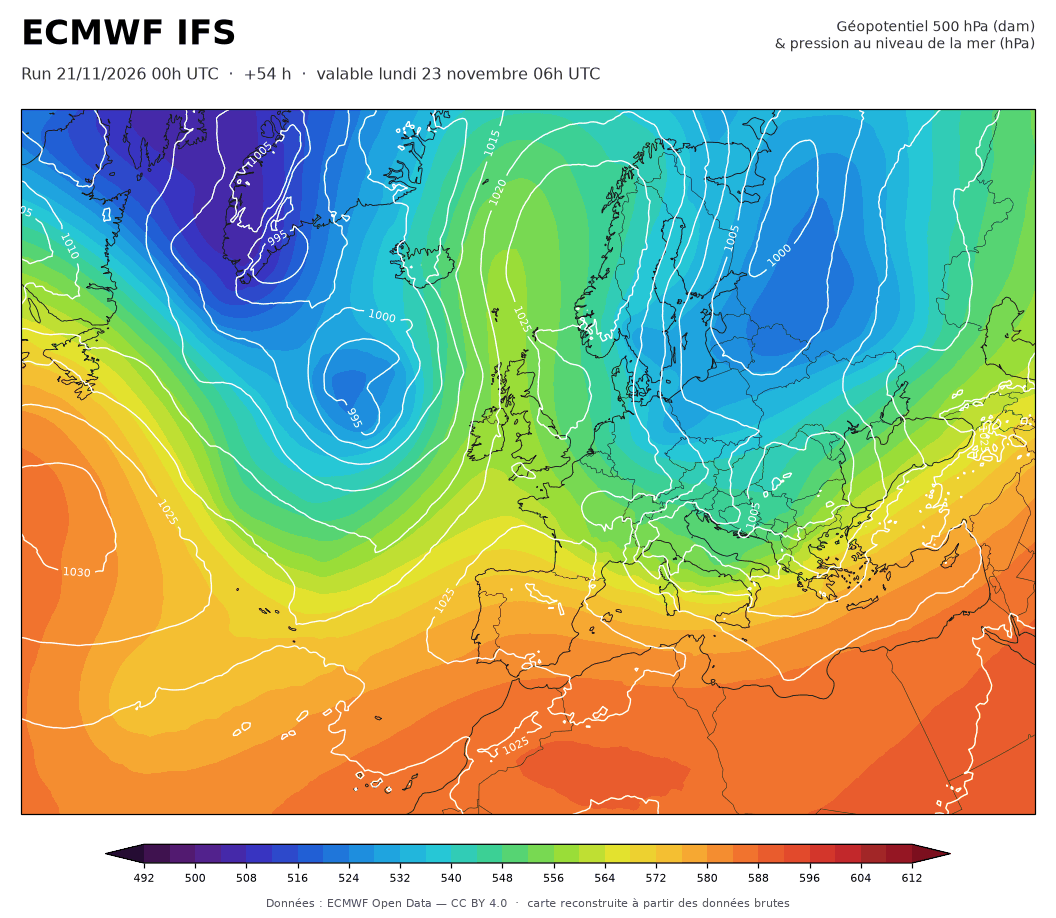 ECMWF IFS
Géopotentiel 500 hPa (dam)
& pression au niveau de la mer (hPa)
Run 21/11/2026 00h UTC · +54 h · valable lundi 23 novembre 06h UTC
1015
1005
1020
05
1010
995
1005
1000
1025
1000
995
1025
1005
1030
1025
1025
492 500 508 516 524 532 540 548 556 564 572 580 588 596 604 612
Données : ECMWF Open Data — CC BY 4.0 · carte reconstruite à partir des données brutes